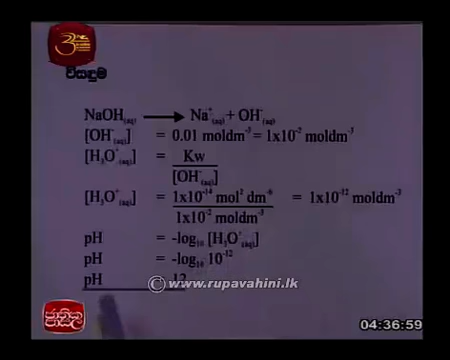 විසඳුම
NaOH(aq) ⟶ Na⁺(aq) + OH⁻(aq)
[OH⁻(aq)] = 0.01 moldm⁻³ = 1x10⁻² moldm⁻³
[H₃O⁺(aq)] = Kw
[OH⁻(aq)]
[H₃O⁺(aq)] = 1x10⁻¹⁴ mol² dm⁻⁶ = 1x10⁻¹² moldm⁻³
1x10⁻² moldm⁻³
pH = -log₁₀ [H₃O⁺(aq)]
pH = -log₁₀ 10⁻¹²
pH 12
© www.rupavahini.lk
ජාතික
පාසල
04:36:59